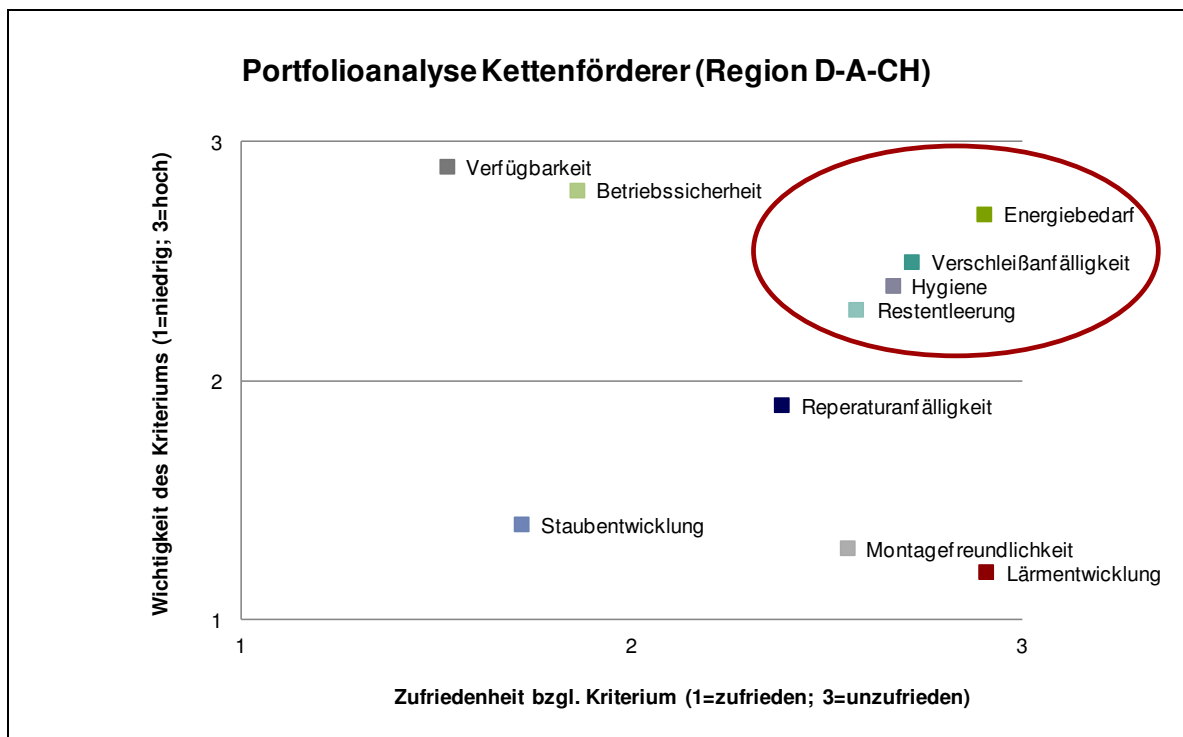 Portfolioanalyse Kettenförderer (Region D-A-CH)
Wichtigkeit des Kriteriums (1=niedrig; 3=hoch)
3
Verfügbarkeit
Betriebssicherheit
Energiebedarf
Verschleißanfälligkeit
Hygiene
Restentleerung
2
Reperaturanfälligkeit
Staubentwicklung
Montagefreundlichkeit
Lärmentwicklung
1
1 2 3
Zufriedenheit bzgl. Kriterium (1=zufrieden; 3=unzufrieden)